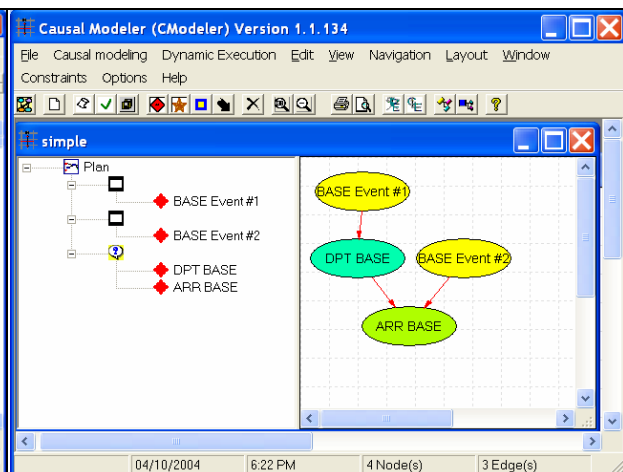 Causal Modeler (CModeler) Version 1.1.134
File Causal modeling Dynamic Execution Edit View Navigation Layout Window
Constraints Options Help
simple
Plan
BASE Event #1
BASE Event #2
DPT BASE
ARR BASE
BASE Event #1
DPT BASE
BASE Event #2
ARR BASE
04/10/2004 6:22 PM 4 Node(s) 3 Edge(s)